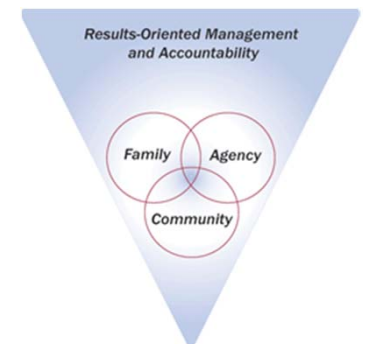 Results-Oriented Management
and Accountability
Family
Agency
Community